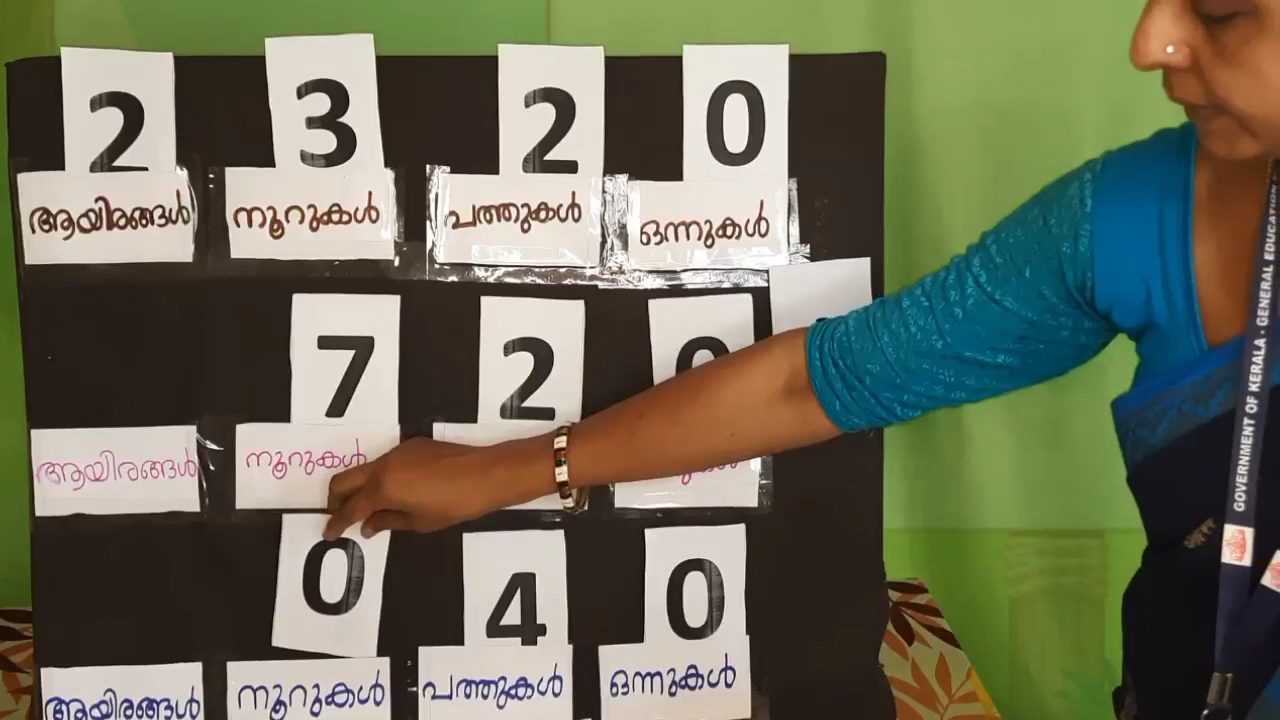 2 3 2 0
ആയിരങ്ങൾ നൂറുകൾ പത്തുകൾ ഒന്നുകൾ
7 2 0
ആയിരങ്ങൾ നൂറുകൾ
0 4 0
ആയിരങ്ങൾ നൂറുകൾ പത്തുകൾ ഒന്നുകൾ
GOVERNMENT OF KERALA - GENERAL EDUCATION